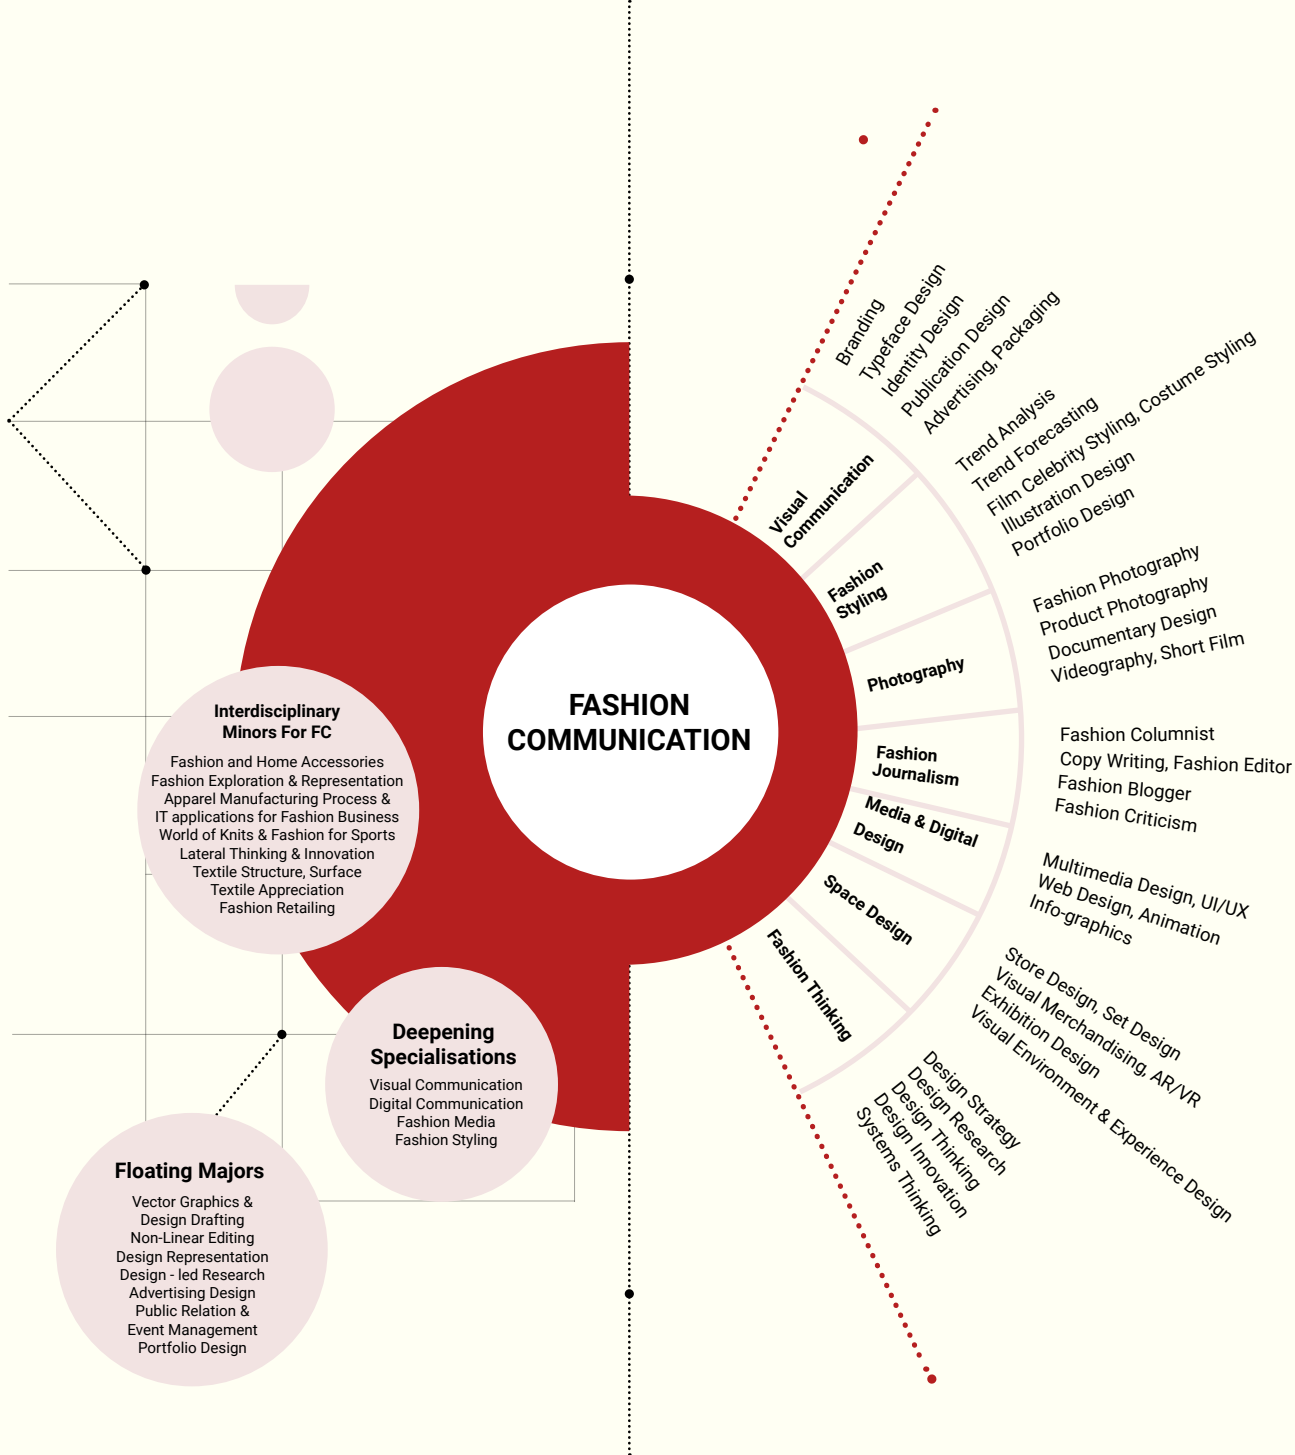 FASHION
COMMUNICATION
Interdisciplinary
Minors For FC
Fashion and Home Accessories
Fashion Exploration & Representation
Apparel Manufacturing Process &
IT applications for Fashion Business
World of Knits & Fashion for Sports
Lateral Thinking & Innovation
Textile Structure, Surface
Textile Appreciation
Fashion Retailing
Deepening
Specialisations
Visual Communication
Digital Communication
Fashion Media
Fashion Styling
Floating Majors
Vector Graphics &
Design Drafting
Non-Linear Editing
Design Representation
Design - led Research
Advertising Design
Public Relation &
Event Management
Portfolio Design
Visual
Communication
Branding
Typeface Design
Identity Design
Publication Design
Advertising, Packaging
Fashion
Styling
Trend Analysis
Trend Forecasting
Film Celebrity Styling, Costume Styling
Illustration Design
Portfolio Design
Photography
Fashion Photography
Product Photography
Documentary Design
Videography, Short Film
Fashion
Journalism
Fashion Columnist
Copy Writing, Fashion Editor
Fashion Blogger
Fashion Criticism
Media & Digital
Design
Multimedia Design, UI/UX
Web Design, Animation
Info-graphics
Space Design
Store Design, Set Design
Visual Merchandising, AR/VR
Exhibition Design
Visual Environment & Experience Design
Fashion Thinking
Design Strategy
Design Research
Design Thinking
Design Innovation
Systems Thinking